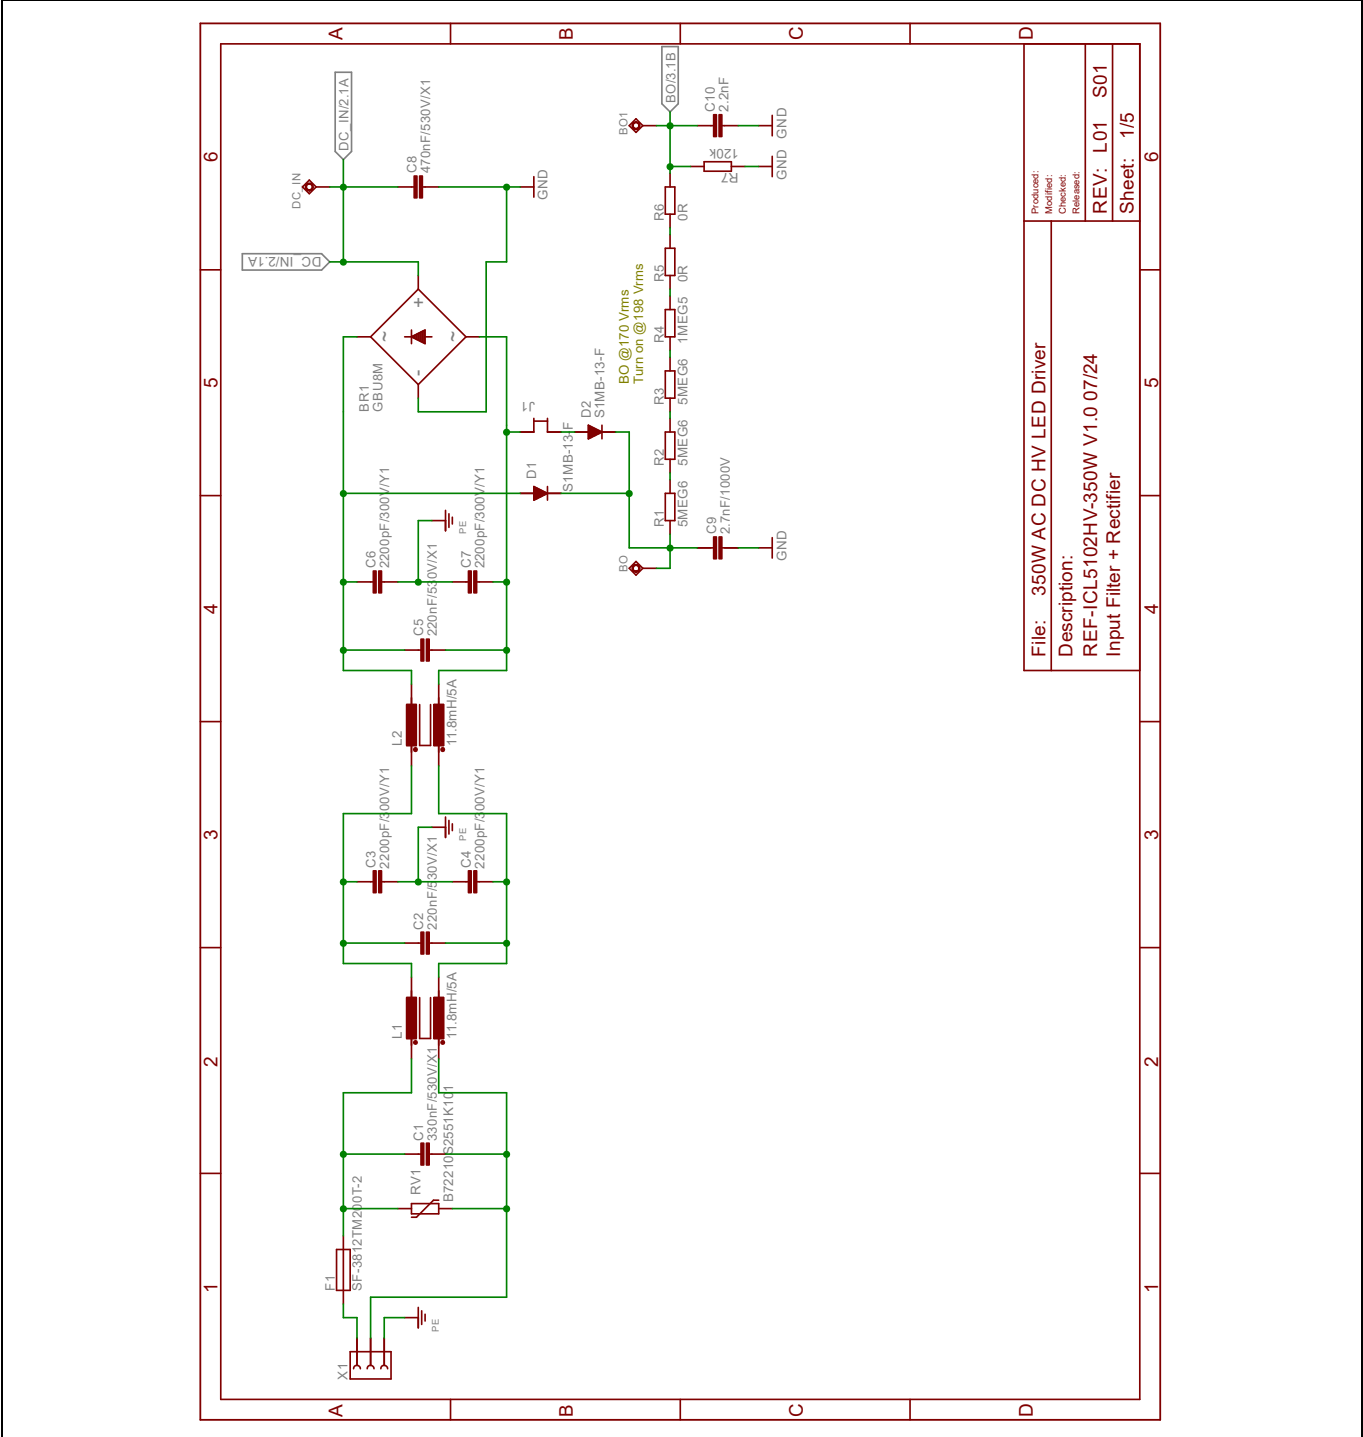 A
B
C
D
1
2
3
4
5
6
X1
PE
F1
SF-3812TM200T-2
RV1
B72210S2551K101
C1
330nF/530V/X1
L1
11.8mH/5A
C2
220nF/530V/X1
C3
2200pF/300V/Y1
C4
2200pF/300V/Y1
PE
L2
11.8mH/5A
C5
220nF/530V/X1
C6
2200pF/300V/Y1
C7
2200pF/300V/Y1
PE
BR1
GBU8M
~
~
+
-
DC_IN/2.1A
DC_IN
DC_IN/2.1A
C8
470nF/530V/X1
GND
D1
S1MB-13-F
J1
D2
S1MB-13-F
BO @170 Vrms
Turn on @198 Vrms
BO
C9
2.7nF/1000V
GND
R1
5MEG6
R2
5MEG6
R3
5MEG6
R4
1MEG5
R5
0R
R6
0R
R7
120k
GND
BO1
BO/3.1B
C10
2.2nF
GND
File: 350W AC DC HV LED Driver
Description:
REF-ICL5102HV-350W V1.0 07/24
Input Filter + Rectifier
Produced:
Modified:
Checked:
Released:
REV: L01 S01
Sheet: 1/5
A
B
C
D
1
2
3
4
5
6